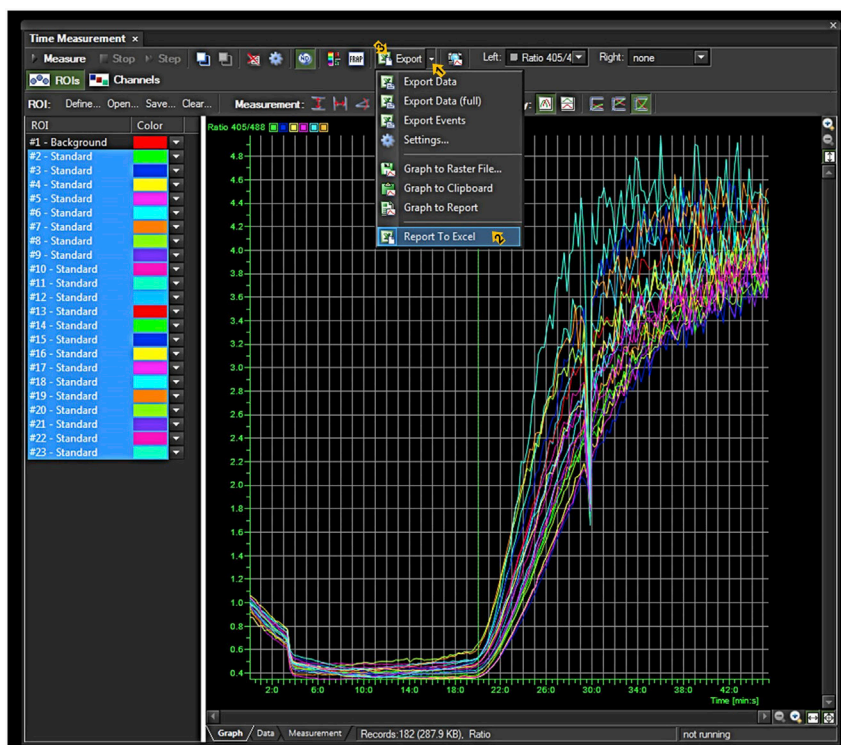 Time Measurement ×
Measure Stop Step FRAP Export Left: Ratio 405/4 Right: none
ROIs Channels
ROI: Define... Open... Save... Clear... Measurement:
Export Data
Export Data (full)
Export Events
Settings...
Graph to Raster File...
Graph to Clipboard
Graph to Report
Report To Excel
ROI Color
#1 - Background
#2 - Standard
#3 - Standard
#4 - Standard
#5 - Standard
#6 - Standard
#7 - Standard
#8 - Standard
#9 - Standard
#10 - Standard
#11 - Standard
#12 - Standard
#13 - Standard
#14 - Standard
#15 - Standard
#16 - Standard
#17 - Standard
#18 - Standard
#19 - Standard
#20 - Standard
#21 - Standard
#22 - Standard
#23 - Standard
Ratio 405/488
4.8
4.6
4.4
4.2
4.0
3.8
3.6
3.4
3.2
3.0
2.8
2.6
2.4
2.2
2.0
1.8
1.6
1.4
1.2
1.0
0.8
0.6
0.4
2:0 6:0 10:0 14:0 18:0 22:0 26:0 30:0 34:0 38:0 42:0
Time [min:s]
Graph Data Measurement Records:182 (287.9 KB), Ratio not running